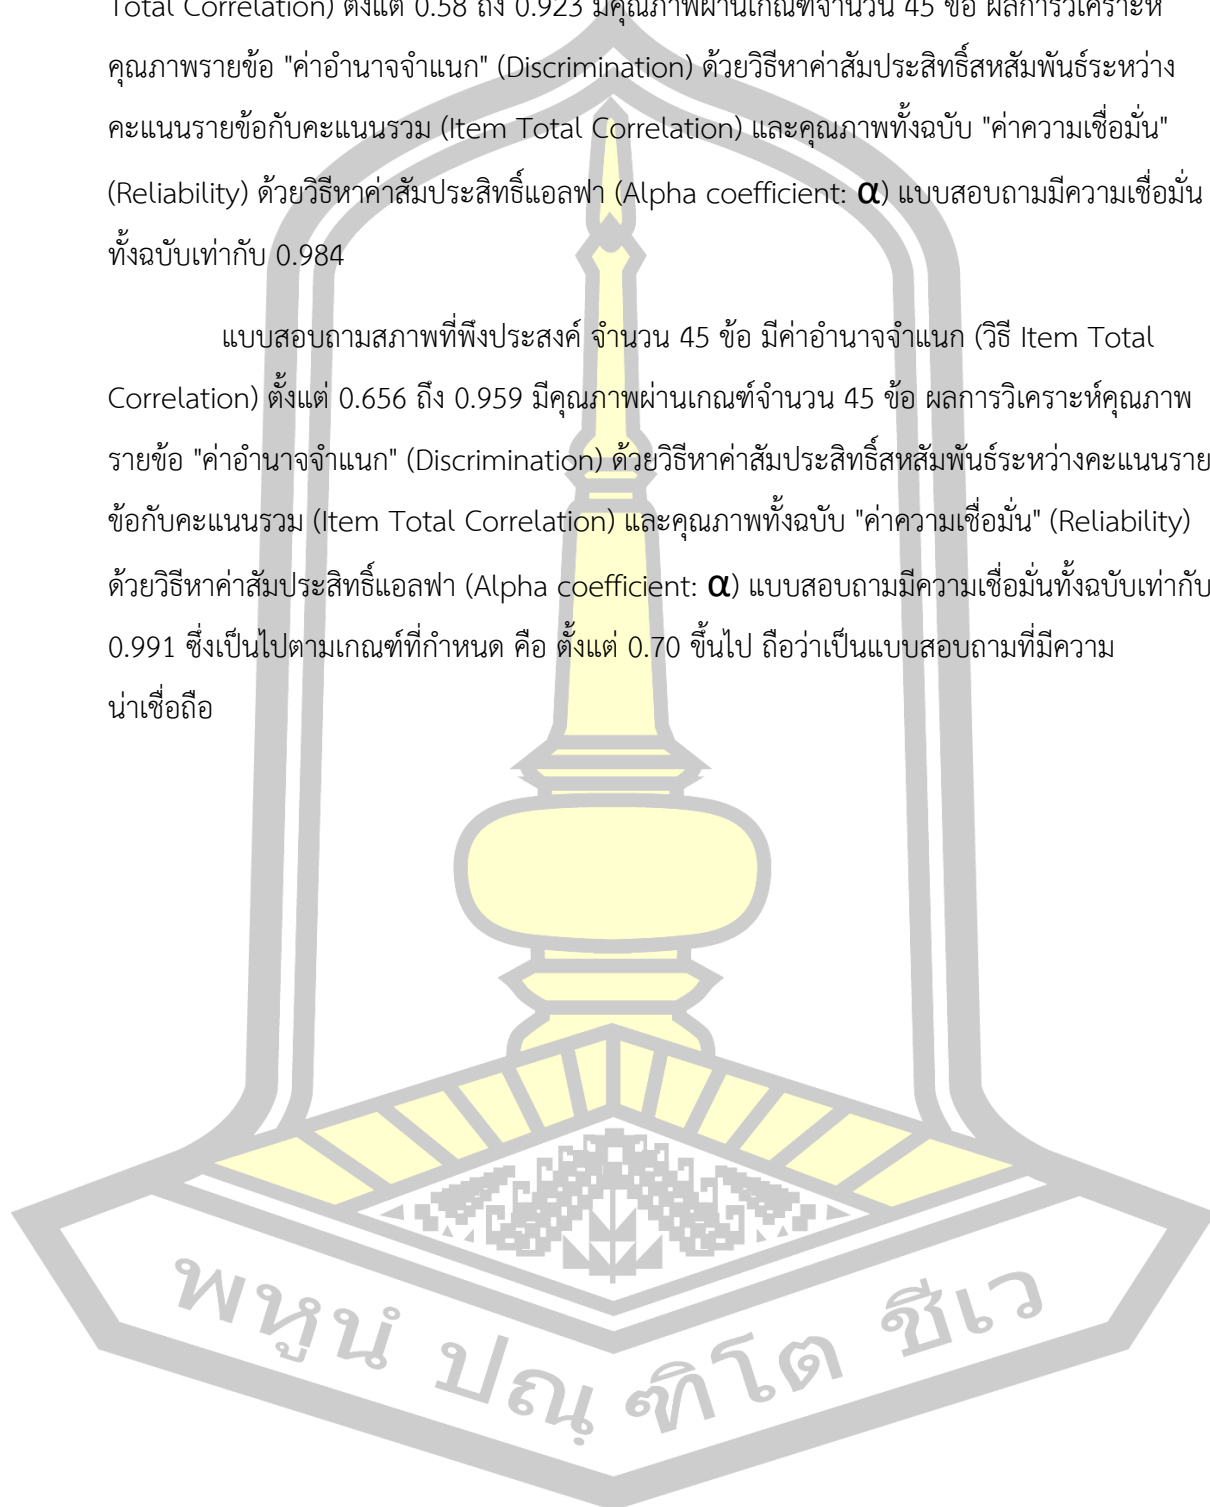 Total Correlation) ตั้งแต่ 0.58 ถึง 0.923 มีคุณภาพผ่านเกณฑ์จำนวน 45 ข้อ ผลการวิเคราะห์
คุณภาพรายข้อ "ค่าอำนาจจำแนก" (Discrimination) ด้วยวิธีหาค่าสัมประสิทธิ์สหสัมพันธ์ระหว่าง
คะแนนรายข้อกับคะแนนรวม (Item Total Correlation) และคุณภาพทั้งฉบับ "ค่าความเชื่อมั่น"
(Reliability) ด้วยวิธีหาค่าสัมประสิทธิ์แอลฟา (Alpha coefficient: α) แบบสอบถามมีความเชื่อมั่น
ทั้งฉบับเท่ากับ 0.984
แบบสอบถามสภาพที่พึงประสงค์ จำนวน 45 ข้อ มีค่าอำนาจจำแนก (วิธี Item Total
Correlation) ตั้งแต่ 0.656 ถึง 0.959 มีคุณภาพผ่านเกณฑ์จำนวน 45 ข้อ ผลการวิเคราะห์คุณภาพ
รายข้อ "ค่าอำนาจจำแนก" (Discrimination) ด้วยวิธีหาค่าสัมประสิทธิ์สหสัมพันธ์ระหว่างคะแนนราย
ข้อกับคะแนนรวม (Item Total Correlation) และคุณภาพทั้งฉบับ "ค่าความเชื่อมั่น" (Reliability)
ด้วยวิธีหาค่าสัมประสิทธิ์แอลฟา (Alpha coefficient: α) แบบสอบถามมีความเชื่อมั่นทั้งฉบับเท่ากับ
0.991 ซึ่งเป็นไปตามเกณฑ์ที่กำหนด คือ ตั้งแต่ 0.70 ขึ้นไป ถือว่าเป็นแบบสอบถามที่มีความ
น่าเชื่อถือ
พหูนํ ปณฺ ฑิโต ชีเว